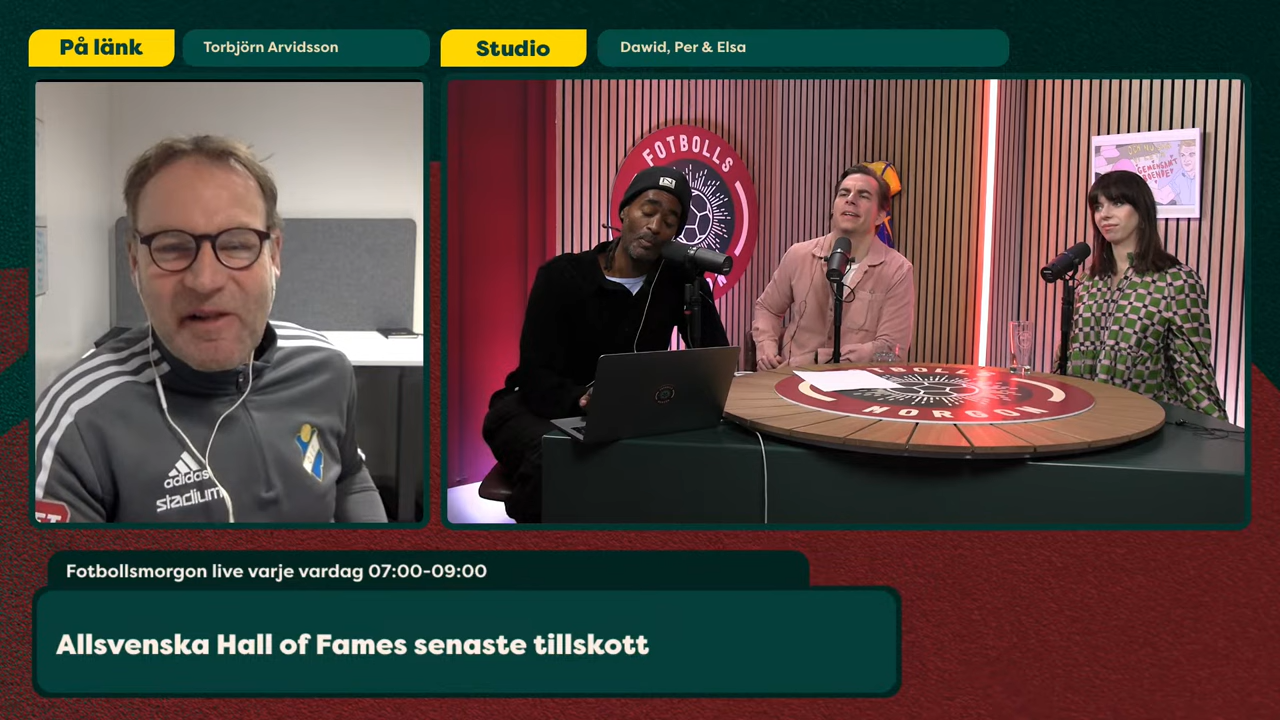 På länk
Torbjörn Arvidsson
Studio
Dawid, Per & Elsa
FOTBOLLS
GEMENSAMT
adidas
stadium
MORGON
Fotbollsmorgon live varje vardag 07:00-09:00
Allsvenska Hall of Fames senaste tillskott